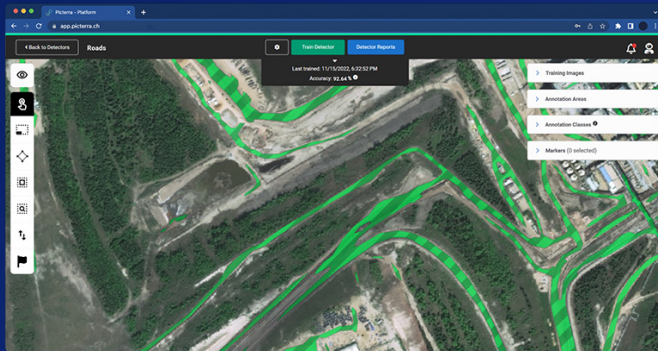 Picterra - Platform
app.picterra.ch
Back to Detectors
Roads
Train Detector
Detector Reports
Last trained: 11/15/2022, 6:32:52 PM
Accuracy: 92.64 %
Training Images
Annotation Areas
Annotation Classes
Markers (0 selected)